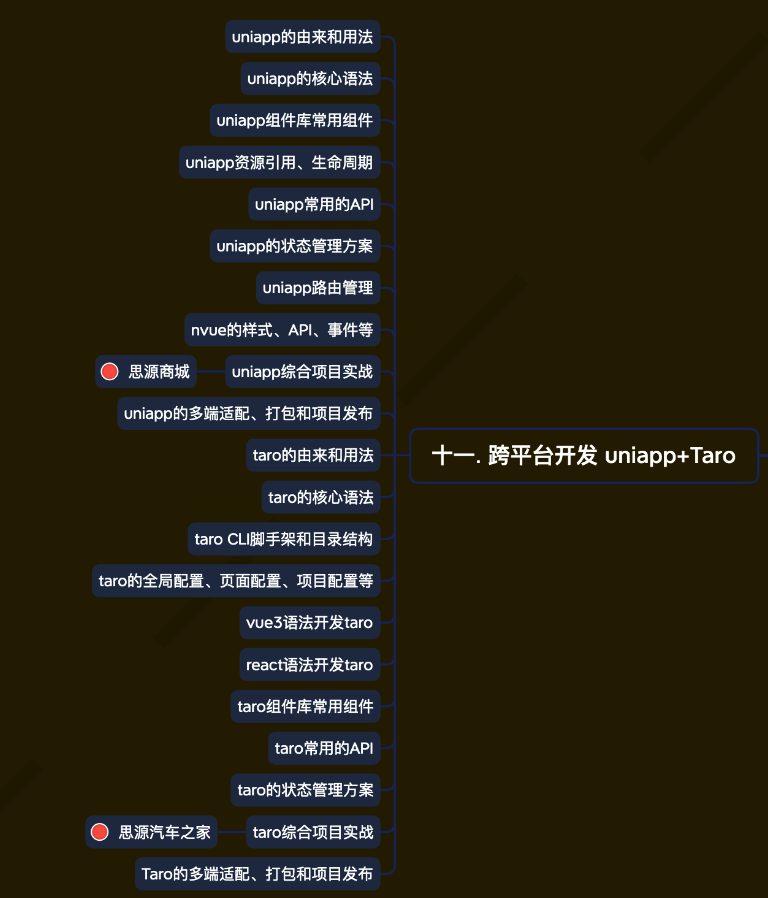 uniapp的由来和用法
uniapp的核心语法
uniapp组件库常用组件
uniapp资源引用、生命周期
uniapp常用的API
uniapp的状态管理方案
uniapp路由管理
nvue的样式、API、事件等
思源商城
uniapp综合项目实战
uniapp的多端适配、打包和项目发布
taro的由来和用法
十一. 跨平台开发 uniapp+Taro
taro的核心语法
taro CLI脚手架和目录结构
taro的全局配置、页面配置、项目配置等
vue3语法开发taro
react语法开发taro
taro组件库常用组件
taro常用的API
taro的状态管理方案
思源汽车之家
taro综合项目实战
Taro的多端适配、打包和项目发布